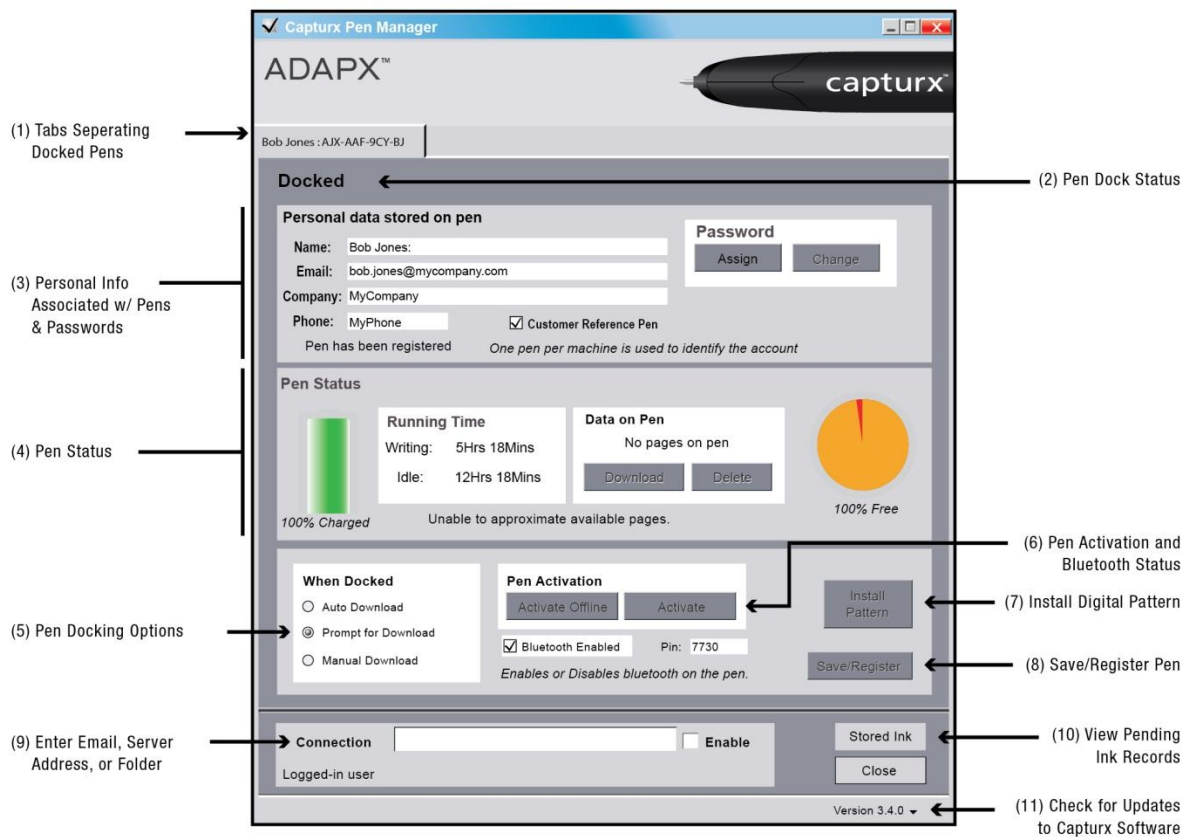 Capturx Pen Manager
ADAPX™
capturx
(1) Tabs Seperating
Docked Pens
Bob Jones : AJX-AAF-9CY-BJ
Docked
(2) Pen Dock Status
Personal data stored on pen
Name: Bob Jones:
Email: bob.jones@mycompany.com
Company: MyCompany
Phone: MyPhone
Customer Reference Pen
Pen has been registered
One pen per machine is used to identify the account
Password
Assign Change
(3) Personal Info
Associated w/ Pens
& Passwords
Pen Status
100% Charged
Running Time
Writing: 5Hrs 18Mins
Idle: 12Hrs 18Mins
Data on Pen
No pages on pen
Download Delete
100% Free
Unable to approximate available pages.
(4) Pen Status
(6) Pen Activation and
Bluetooth Status
When Docked
Auto Download
Prompt for Download
Manual Download
Pen Activation
Activate Offline Activate
Bluetooth Enabled Pin: 7730
Enables or Disables bluetooth on the pen.
Install
Pattern
Save/Register
(5) Pen Docking Options
(7) Install Digital Pattern
(8) Save/Register Pen
(9) Enter Email, Server
Address, or Folder
Connection Enable
Logged-in user
Stored Ink
Close
(10) View Pending
Ink Records
Version 3.4.0
(11) Check for Updates
to Capturx Software